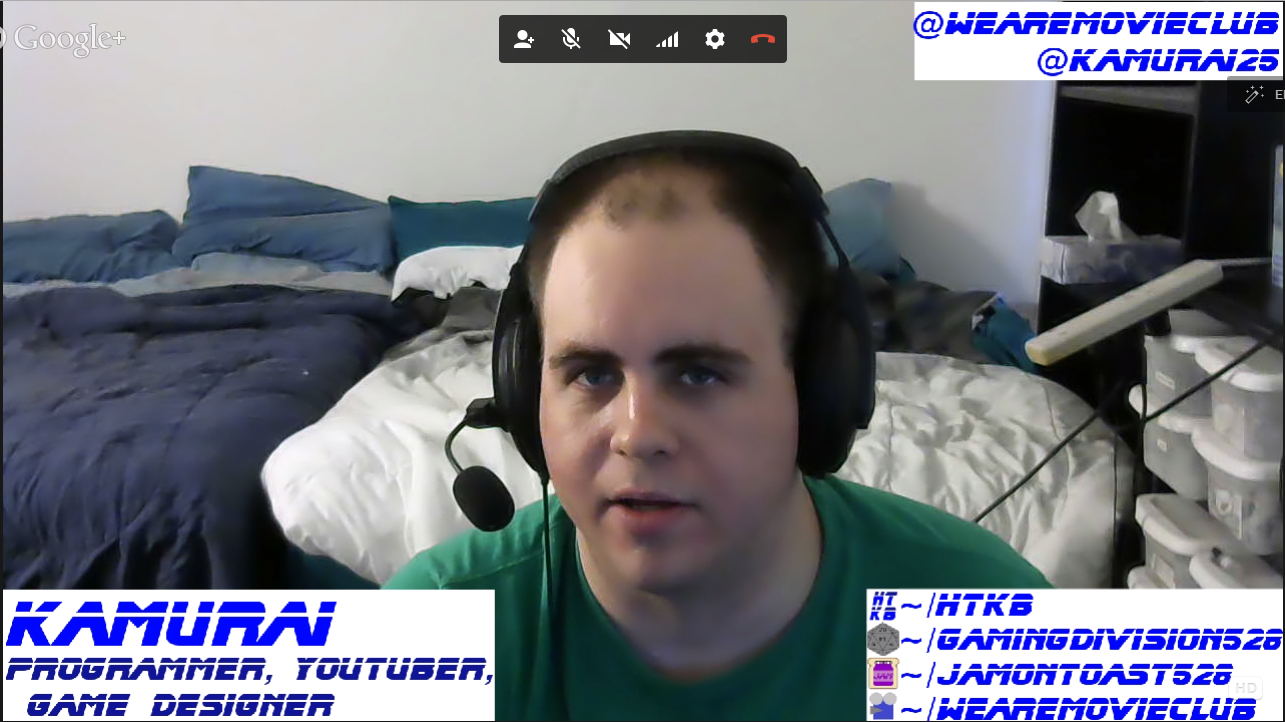 Google+
@WEAREMOVIECLUB
@KAMURAI25
KAMURAI
PROGRAMMER, YOUTUBER,
GAME DESIGNER
HT
KB
~/HTKB
~/GAMINGDIVISION528
~/JAMONTOAST528
HD
~/WEAREMOVIECLUB